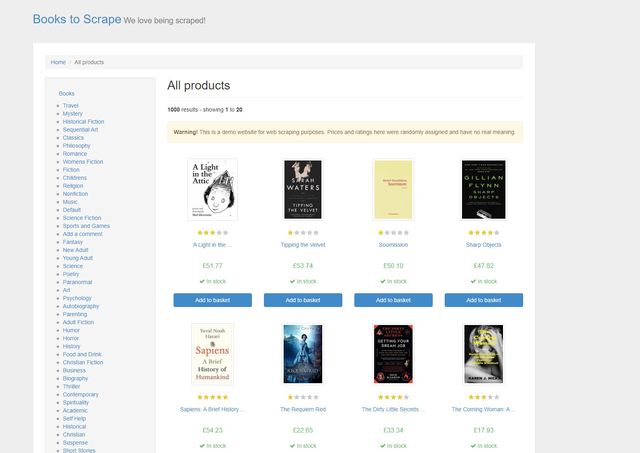 Books to Scrape We love being scraped!
Home / All products
Books
Travel
Mystery
Historical Fiction
Sequential Art
Classics
Philosophy
Romance
Womens Fiction
Fiction
Childrens
Religion
Nonfiction
Music
Default
Science Fiction
Sports and Games
Add a comment
Fantasy
New Adult
Young Adult
Science
Poetry
Paranormal
Art
Psychology
Autobiography
Parenting
Adult Fiction
Humor
Horror
History
Food and Drink
Christian Fiction
Business
Biography
Thriller
Contemporary
Spirituality
Academic
Self Help
Historical
Christian
Suspense
Short Stories
All products
1000 results - showing 1 to 20.
Warning! This is a demo website for web scraping purposes. Prices and ratings here were randomly assigned and have no real meaning.
A Light
in the
Attic
SARAH
WATERS
TIPPING
THE VELVET
Soumission
GILLIAN
FLYNN
SHARP
OBJECTS
A Light in the ...
Tipping the Velvet
Soumission
Sharp Objects
£51.77
£53.74
£50.10
£47.82
In stock
In stock
In stock
In stock
Add to basket
Add to basket
Add to basket
Add to basket
Yuval Noah
Harari
Sapiens
A Brief
History of
Humankind
GETTING YOUR
DREAM JOB
KAREN J. HICKS
Sapiens: A Brief History ...
The Requiem Red
The Dirty Little Secrets ...
The Coming Woman: A ...
£54.23
£22.65
£33.34
£17.93
In stock
In stock
In stock
In stock